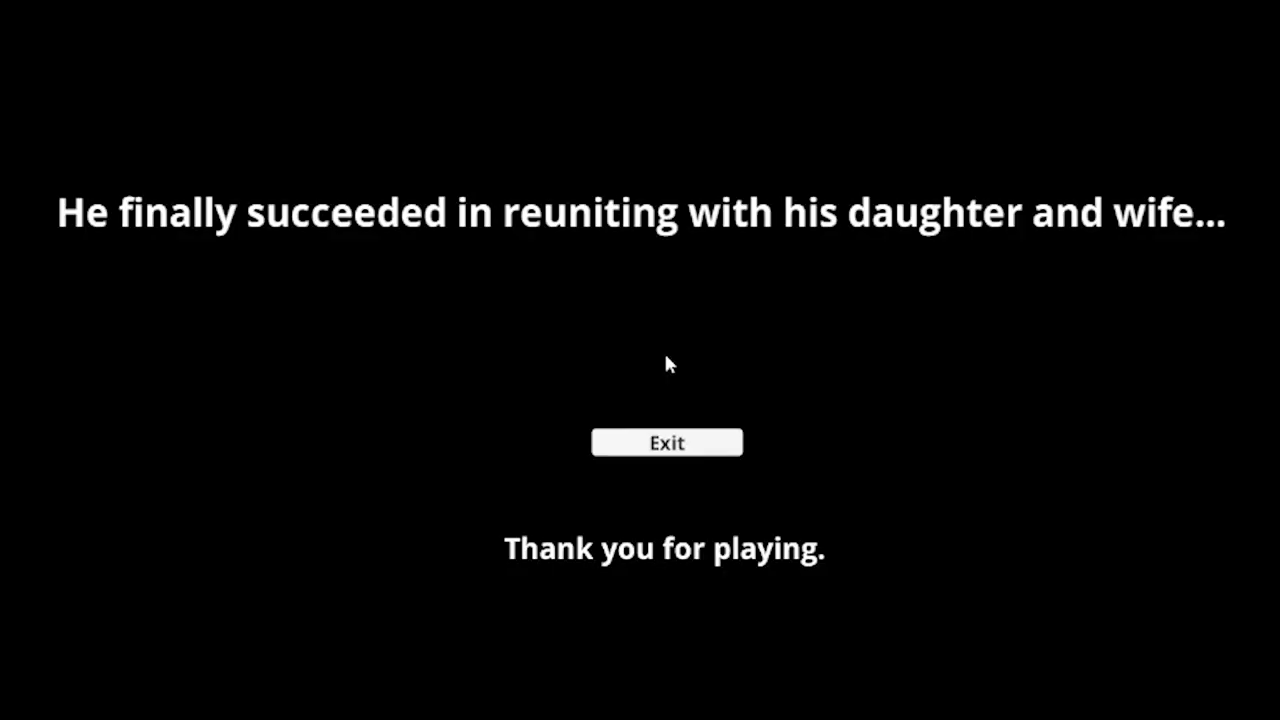 He finally succeeded in reuniting with his daughter and wife...
Exit
Thank you for playing.